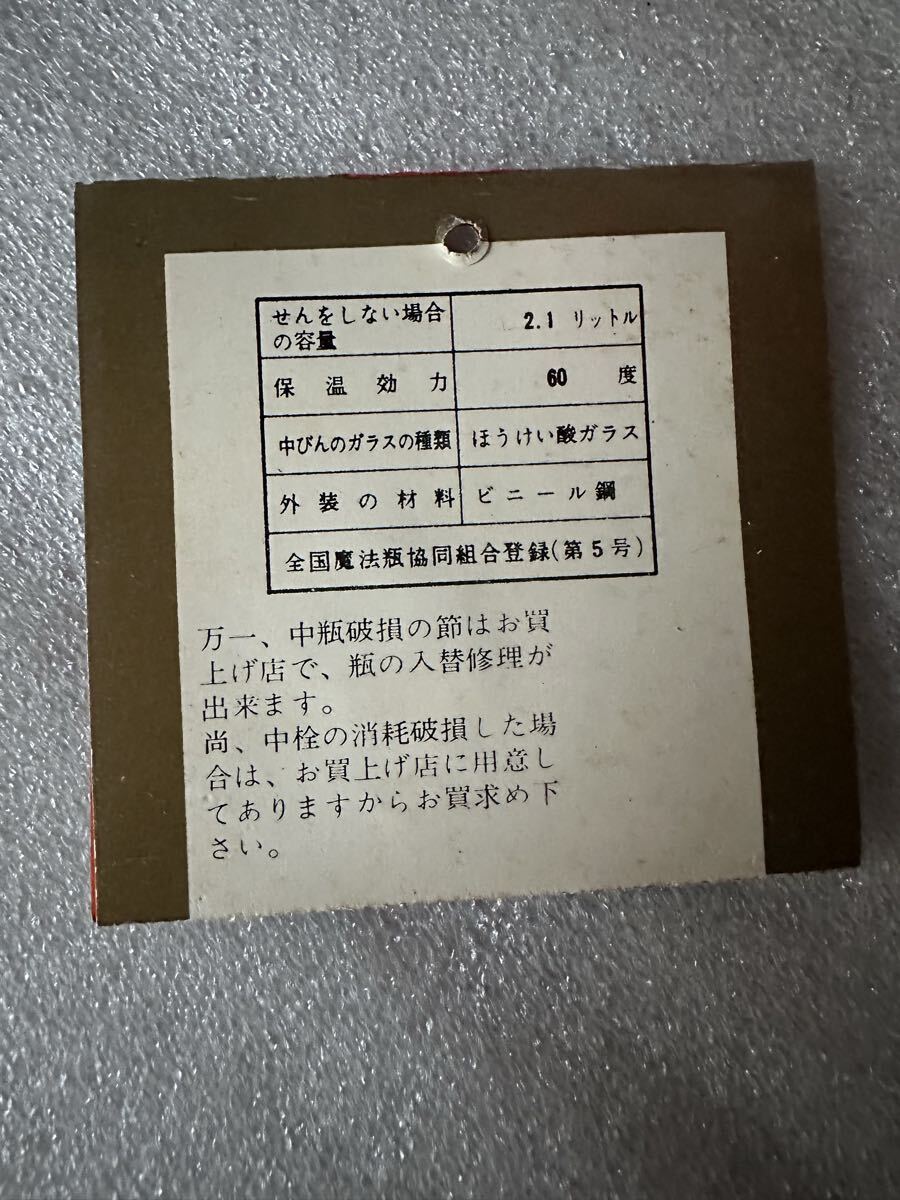 せんをしない場合 2.1 リットル
の容量
保温効力 60 度
中びんのガラスの種類 ほうけい酸ガラス
外装の材料 ビニール鋼
全国魔法瓶協同組合登録(第5号)
万一、中瓶破損の節はお買
上げ店で、瓶の入替修理が
出来ます。
尚、中栓の消耗破損した場
合は、お買上げ店に用意し
てありますからお買求め下
さい。